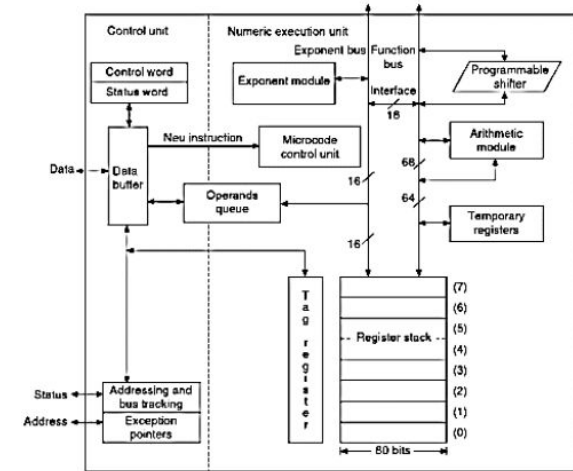 Control unit
Numeric execution unit
Exponent bus
Function
bus
Control word
Status word
Exponent module
Programmable
shifter
Interface
16
Neu instruction
Microcode
control unit
Arithmetic
module
68
Data
Data
buffer
16
64
Operands
queue
Temporary
registers
16
Tag register
(7)
(6)
(5)
Register stack
(4)
(3)
(2)
(1)
(0)
Status
Addressing and
bus tracking
Address
Exception
pointers
80 bits